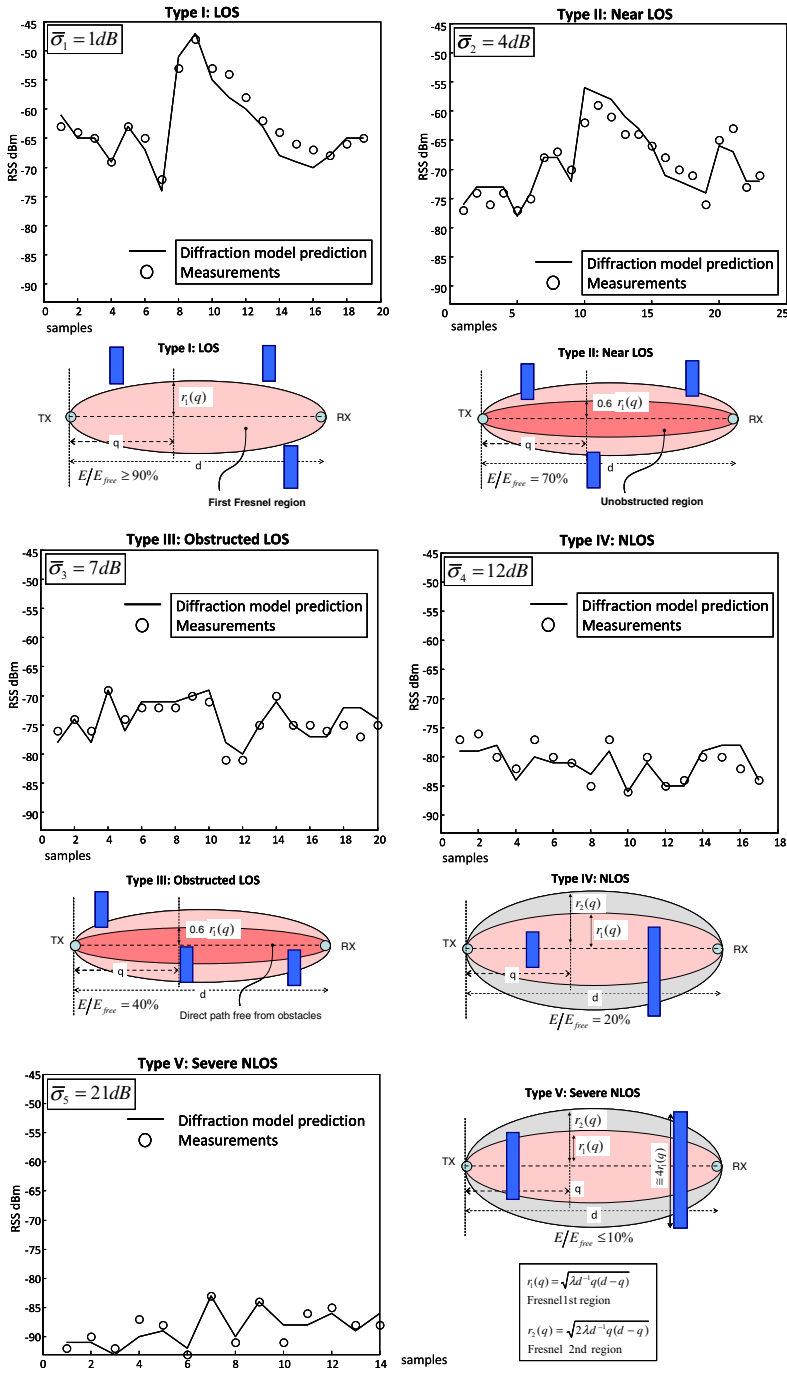 Type I: LOS
σ̅₁ = 1dB
RSS dBm
-45
-50
-55
-60
-65
-70
-75
-80
-85
-90
Diffraction model prediction
Measurements
0 2 4 6 8 10 12 14 16 18 20
samples
Type II: Near LOS
σ̅₂ = 4dB
RSS dBm
-45
-50
-55
-60
-65
-70
-75
-80
-85
-90
Diffraction model prediction
Measurements
0 5 10 15 20 25
samples
Type I: LOS
r₁(q)
TX
RX
q
d
E/E_free ≥ 90%
First Fresnel region
Type II: Near LOS
0.6 r₁(q)
TX
RX
q
d
E/E_free = 70%
Unobstructed region
Type III: Obstructed LOS
σ̅₃ = 7dB
RSS dBm
-45
-50
-55
-60
-65
-70
-75
-80
-85
-90
Diffraction model prediction
Measurements
0 2 4 6 8 10 12 14 16 18 20
samples
Type IV: NLOS
σ̅₄ = 12dB
RSS dBm
-45
-50
-55
-60
-65
-70
-75
-80
-85
-90
Diffraction model prediction
Measurements
0 2 4 6 8 10 12 14 16 18
samples
Type III: Obstructed LOS
0.6 r₁(q)
TX
RX
q
d
E/E_free = 40%
Direct path free from obstacles
Type IV: NLOS
r₂(q)
r₁(q)
TX
RX
q
d
E/E_free = 20%
Type V: Severe NLOS
σ̅₅ = 21dB
RSS dBm
-45
-50
-55
-60
-65
-70
-75
-80
-85
-90
Diffraction model prediction
Measurements
0 2 4 6 8 10 12 14
samples
Type V: Severe NLOS
r₂(q)
r₁(q)
TX
RX
≅ 4r₁(q)
q
d
E/E_free ≤ 10%
r₁(q) = √(λd⁻¹q(d − q))
Fresnel 1st region
r₂(q) = √(2λd⁻¹q(d − q))
Fresnel 2nd region